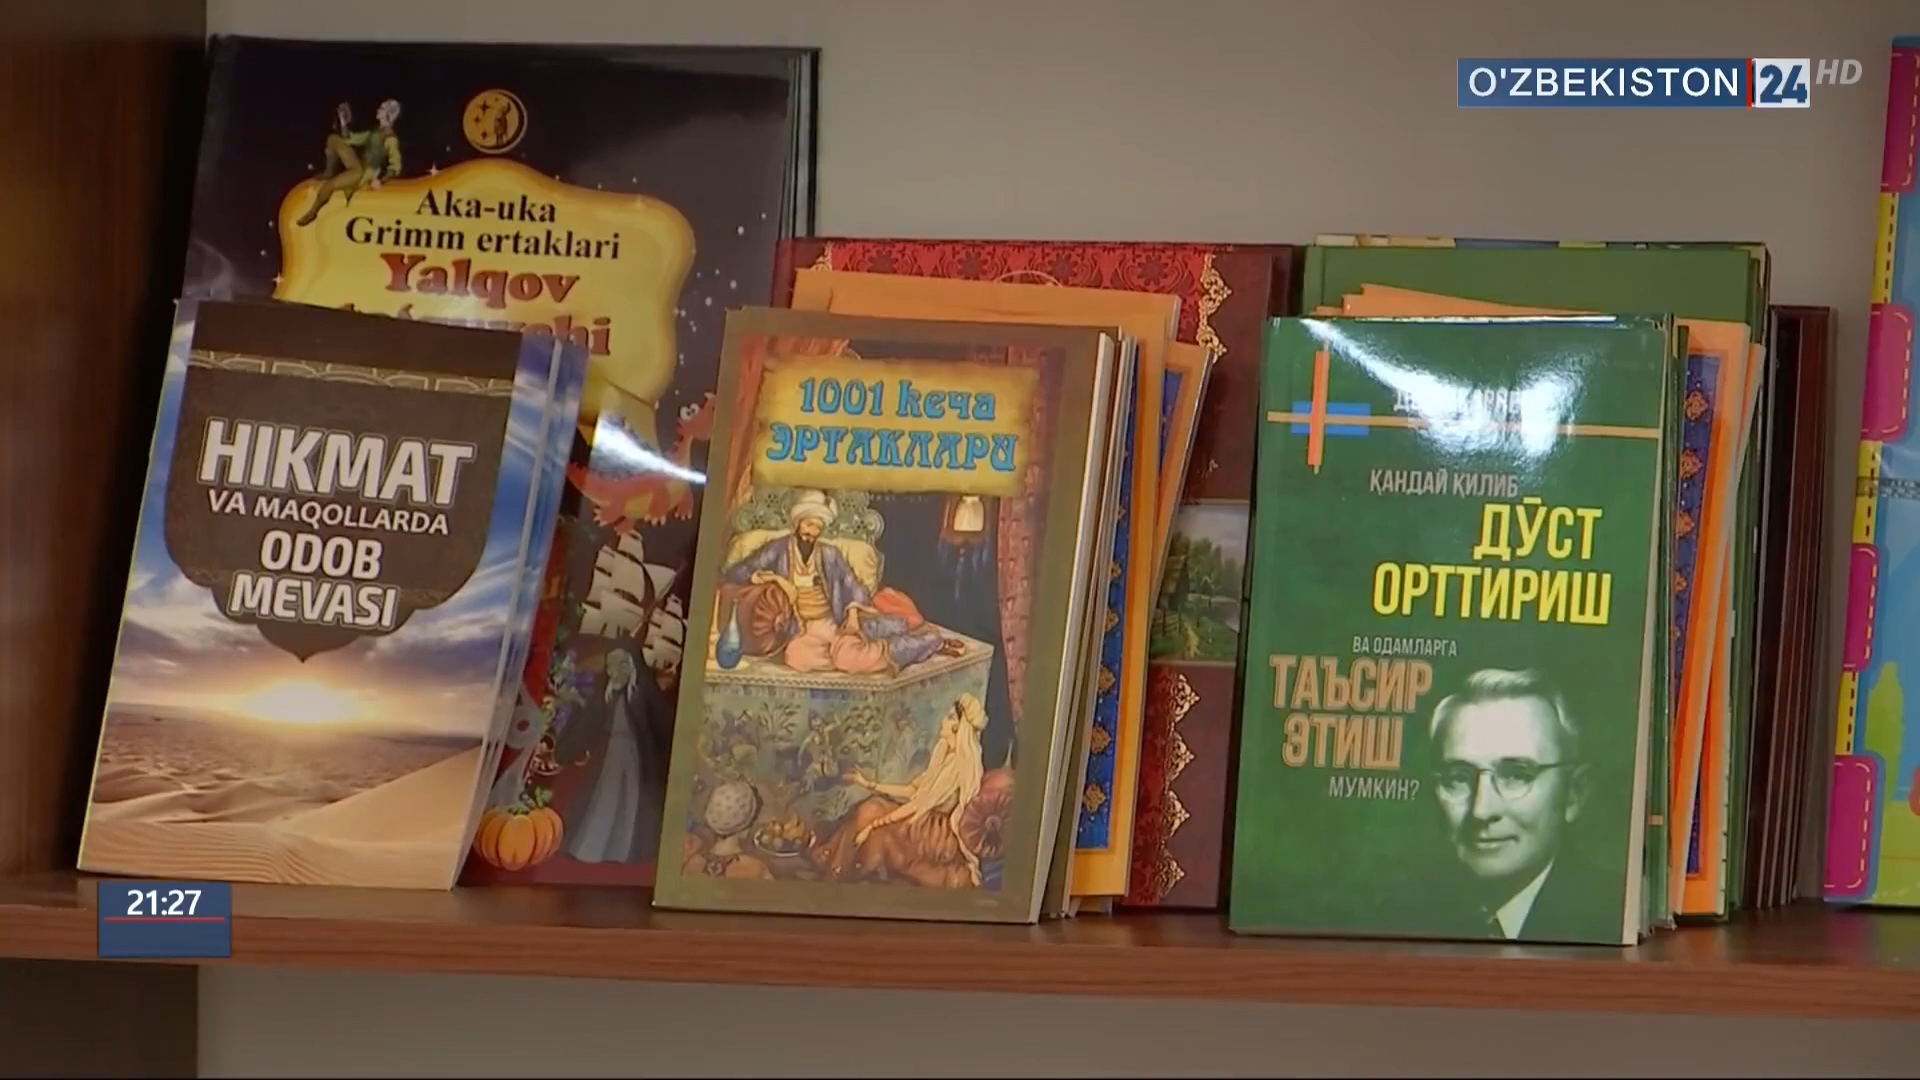 O'ZBEKISTON 24 HD
Aka-uka
Grimm ertaklari
Yalqov
HIKMAT
VA MAQOLLARDA
ODOB
MEVASI
1001 кеча
ЭРТАКЛАРИ
ҚАНДАЙ ҚИЛИБ
ДЎСТ
ОРТТИРИШ
ВА ОДАМЛАРГА
ТАЪСИР
ЭТИШ
МУМКИН?
21:27